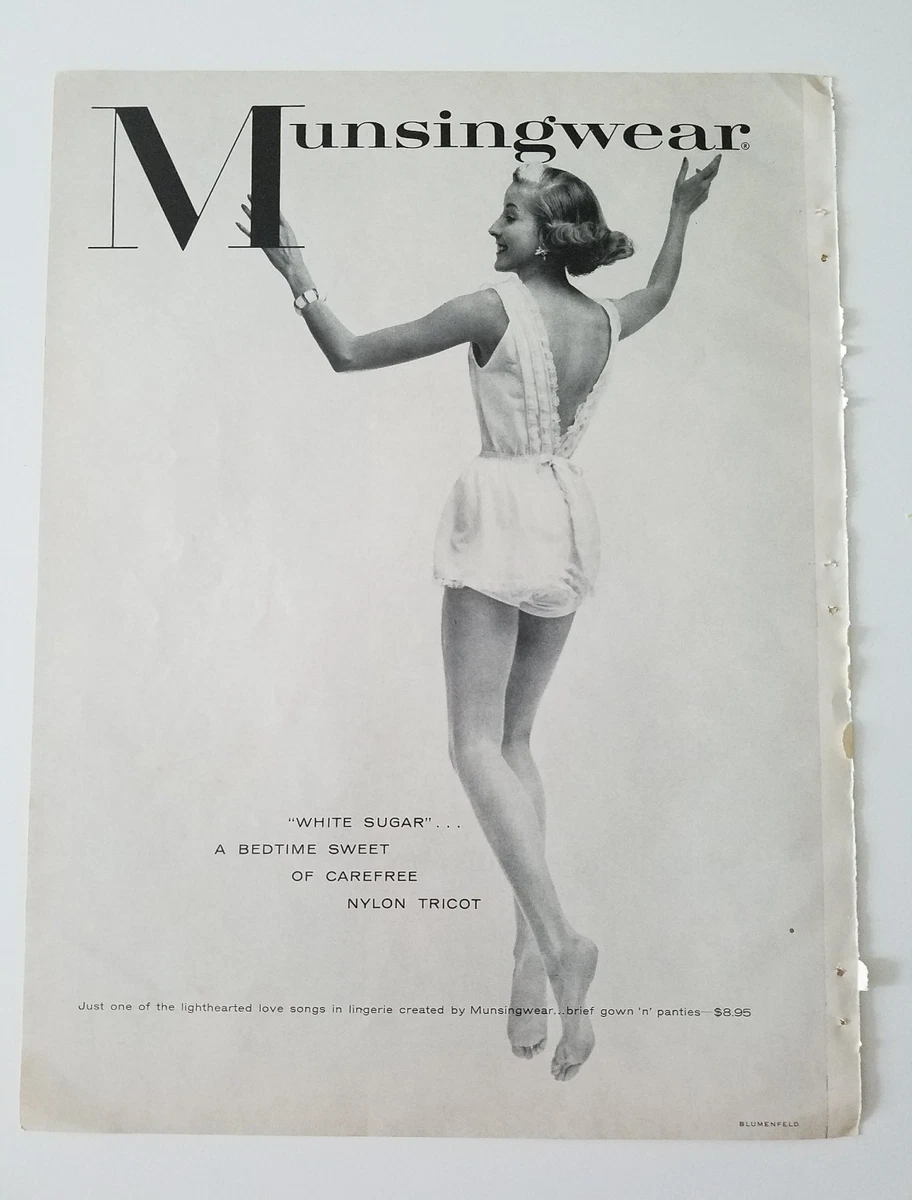 Munsingwear®
"WHITE SUGAR"...
A BEDTIME SWEET
OF CAREFREE
NYLON TRICOT
Just one of the lighthearted love songs in lingerie created by Munsingwear...brief gown 'n' panties—$8.95
BLUMENFELD